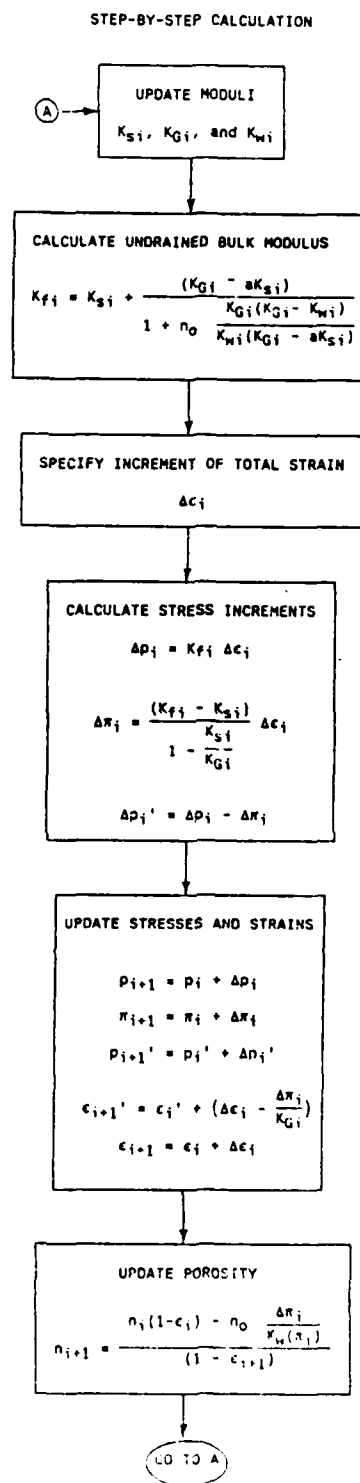 STEP-BY-STEP CALCULATION
A
UPDATE MODULI
K_si, K_Gi, and K_wi
CALCULATE UNDRAINED BULK MODULUS
K_fi = K_si + (K_Gi - aK_si) / (1 + n_o K_Gi(K_Gi - K_wi) / K_wi(K_Gi - aK_si))
SPECIFY INCREMENT OF TOTAL STRAIN
Δϵ_i
CALCULATE STRESS INCREMENTS
Δp_i = K_fi Δϵ_i
Δπ_i = (K_fi - K_si) / (1 - K_si / K_Gi) Δϵ_i
Δp_i' = Δp_i - Δπ_i
UPDATE STRESSES AND STRAINS
p_i+1 = p_i + Δp_i
π_i+1 = π_i + Δπ_i
p_i+1' = p_i' + Δp_i'
ϵ_i+1' = ϵ_i' + (Δϵ_i - Δπ_i / K_Gi)
ϵ_i+1 = ϵ_i + Δϵ_i
UPDATE POROSITY
n_i+1 = (n_i(1-ϵ_i) - n_o Δπ_i / K_w(π_i)) / (1 - ϵ_i+1)
GO TO A